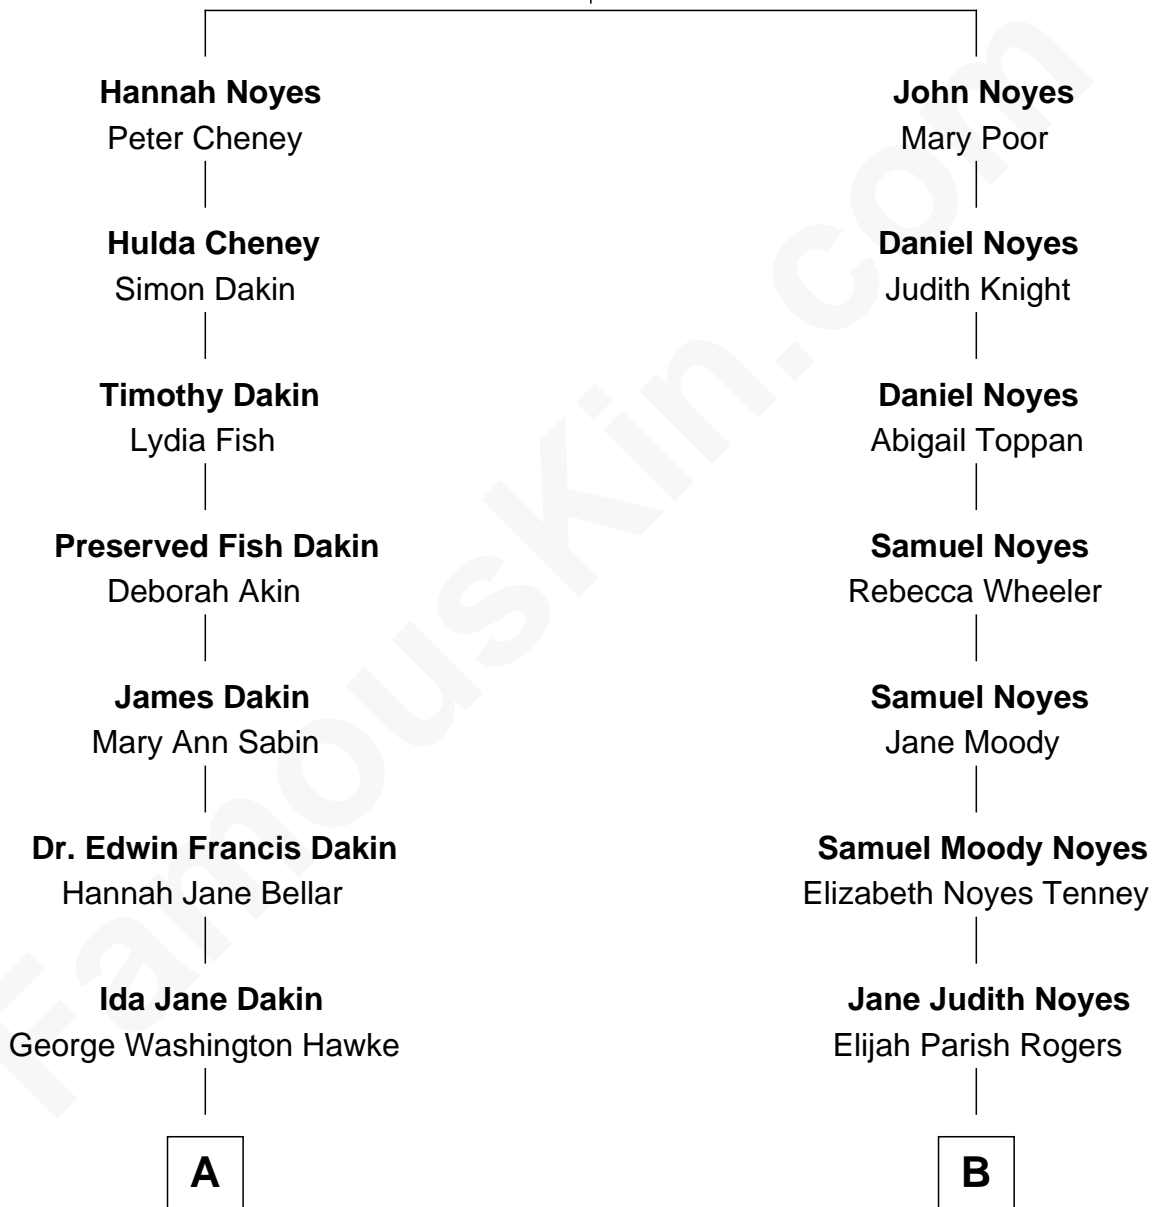 Hannah Noyes
Peter Cheney
Hulda Cheney
Simon Dakin
Timothy Dakin
Lydia Fish
Preserved Fish Dakin
Deborah Akin
James Dakin
Mary Ann Sabin
Dr. Edwin Francis Dakin
Hannah Jane Bellar
Ida Jane Dakin
George Washington Hawke
A
John Noyes
Mary Poor
Daniel Noyes
Judith Knight
Daniel Noyes
Abigail Toppan
Samuel Noyes
Rebecca Wheeler
Samuel Noyes
Jane Moody
Samuel Moody Noyes
Elizabeth Noyes Tenney
Jane Judith Noyes
Elijah Parish Rogers
B
FamousKin.com